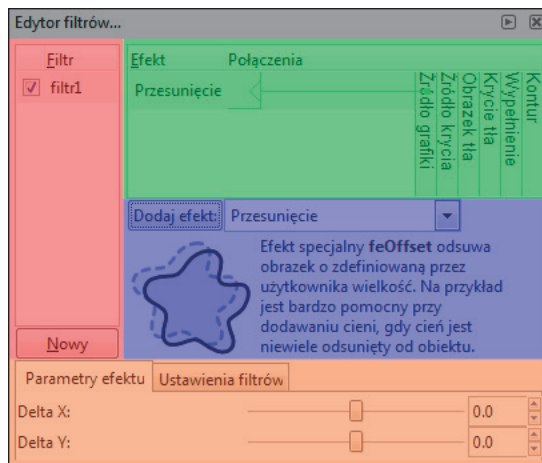 Edytor filtrów...
Filtr
filtr1
Nowy
Efekt Połączenia
Przesunięcie
Źródło grafiki
Źródło krycia
Obrazek tła
Krycie tła
Wypełnienie
Kontur
Dodaj efekt: Przesunięcie
Efekt specjalny feOffset odsuwa
obrazek o zdefiniowaną przez
użytkownika wielkość. Na przykład
jest bardzo pomocny przy
dodawaniu cieni, gdy cień jest
niewiele odsunięty od obiektu.
Parametry efektu Ustawienia filtrów
Delta X: 0.0
Delta Y: 0.0